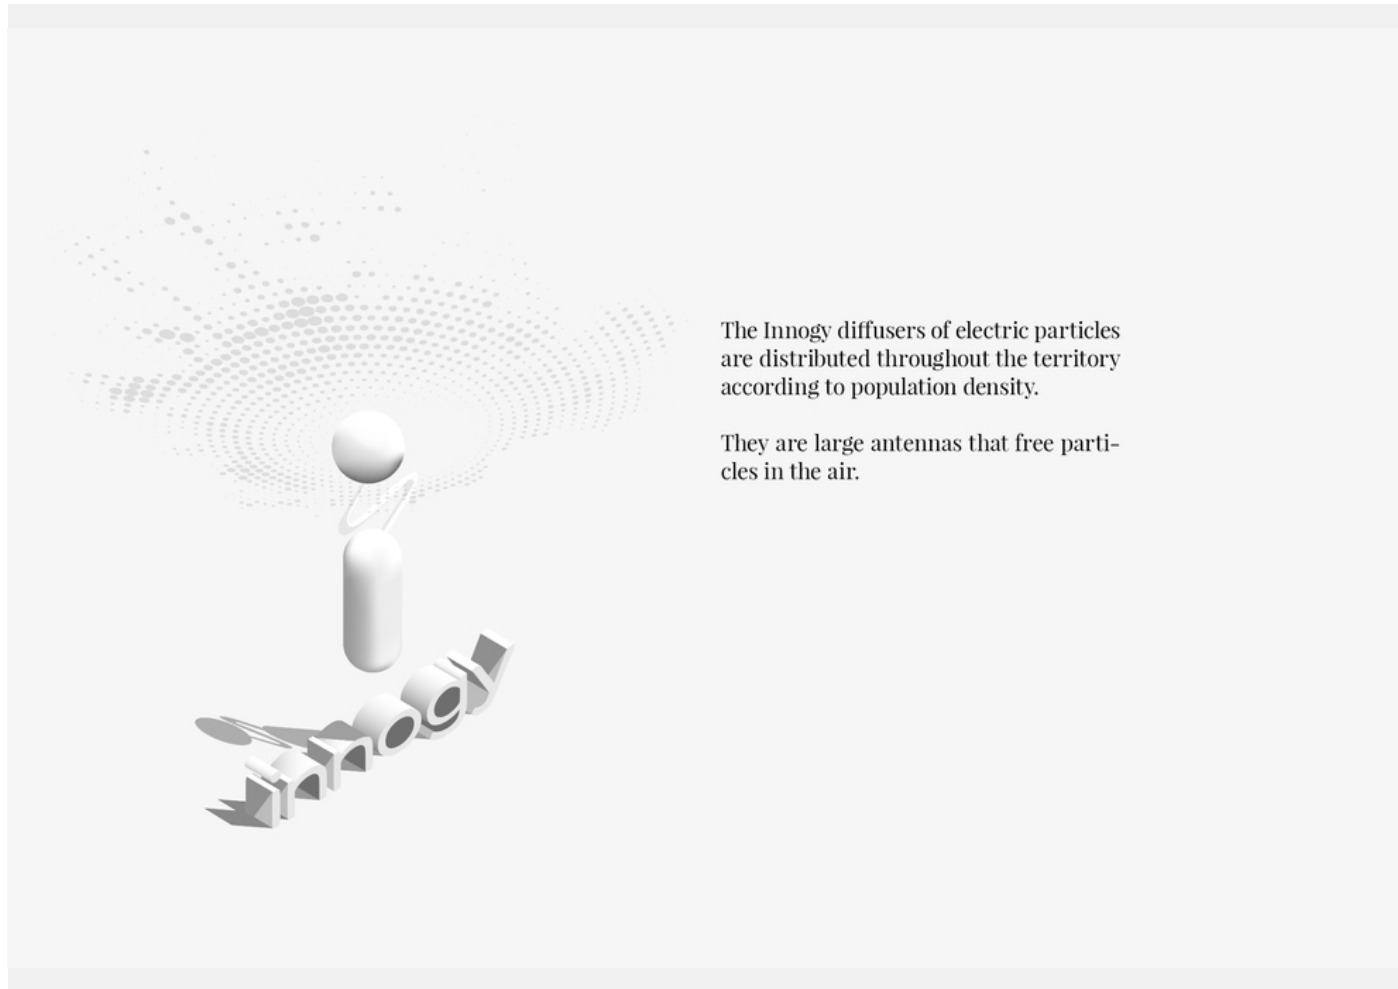 The Innogy diffusers of electric particles
are distributed throughout the territory
according to population density.
They are large antennas that free parti-
cles in the air.
i
innogy